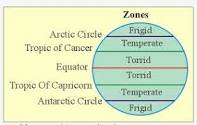 Zones
Arctic Circle
Frigid
Tropic of Cancer
Temperate
Torrid
Equator
Torrid
Tropic Of Capricorn
Temperate
Antarctic Circle
Frigid